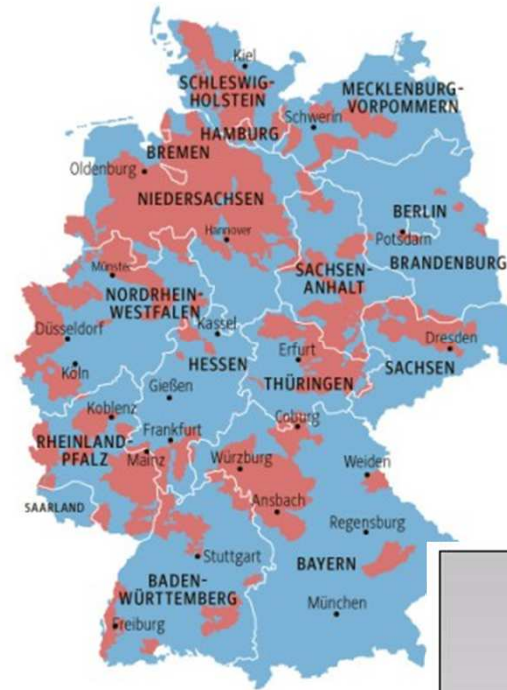 Kiel
SCHLESWIG-
HOLSTEIN
MECKLENBURG-
VORPOMMERN
Schwerin
HAMBURG
BREMEN
Oldenburg
NIEDERSACHSEN
Hannover
BERLIN
Potsdam
BRANDENBURG
Münster
SACHSEN-
ANHALT
NORDRHEIN-
WESTFALEN
Düsseldorf
Kassel
Köln
HESSEN
Erfurt
THÜRINGEN
Dresden
SACHSEN
Gießen
Koblenz
Frankfurt
Coburg
RHEINLAND-
PFALZ
Mainz
Würzburg
Weiden
SAARLAND
Ansbach
Regensburg
Stuttgart
BAYERN
BADEN-
WÜRTTEMBERG
München
Freiburg